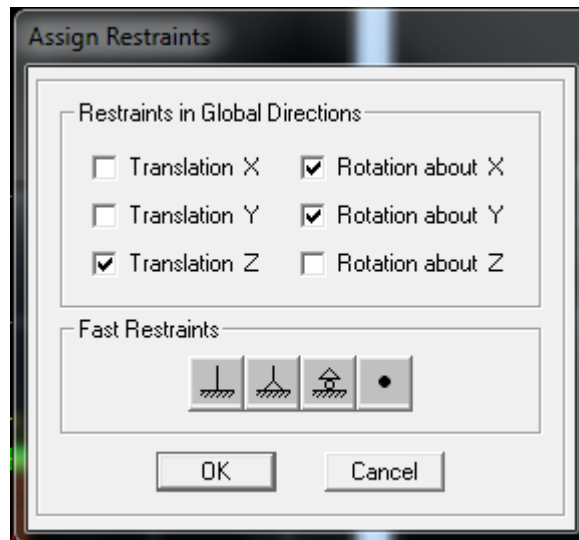 Assign Restraints
Restraints in Global Directions
Translation X Rotation about X
Translation Y Rotation about Y
Translation Z Rotation about Z
Fast Restraints
OK Cancel